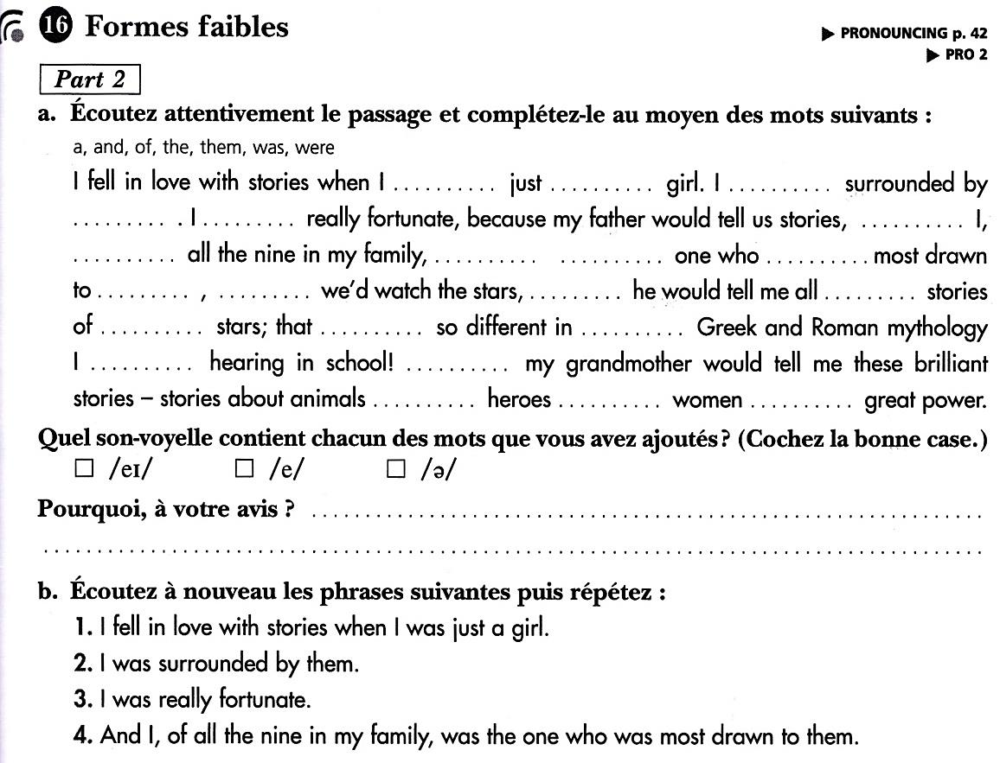 16 Formes faibles
▶ PRONOUNCING p. 42
▶ PRO 2
Part 2
a. Écoutez attentivement le passage et complétez-le au moyen des mots suivants :
a, and, of, the, them, was, were
I fell in love with stories when I . . . . . . . . . . just . . . . . . . . . . girl. I . . . . . . . . . . surrounded by
. . . . . . . . . . I . . . . . . . . . really fortunate, because my father would tell us stories, . . . . . . . . . . I,
. . . . . . . . . . all the nine in my family, . . . . . . . . . . . . . . . . . . . . one who . . . . . . . . . . most drawn
to . . . . . . . . . , . . . . . . . . . we'd watch the stars, . . . . . . . . . he would tell me all . . . . . . . . . stories
of . . . . . . . . . . stars; that . . . . . . . . . . so different in . . . . . . . . . . Greek and Roman mythology
I . . . . . . . . . . hearing in school! . . . . . . . . . . my grandmother would tell me these brilliant
stories – stories about animals . . . . . . . . . . heroes . . . . . . . . . . women . . . . . . . . . . great power.
Quel son-voyelle contient chacun des mots que vous avez ajoutés ? (Cochez la bonne case.)
☐ /eɪ/ ☐ /e/ ☐ /ə/
Pourquoi, à votre avis ? . . . . . . . . . . . . . . . . . . . . . . . . . . . . . . . . . . . . . . . .
. . . . . . . . . . . . . . . . . . . . . . . . . . . . . . . . . . . . . . . . . . . . . . . . . . . . . . . .
b. Écoutez à nouveau les phrases suivantes puis répétez :
1. I fell in love with stories when I was just a girl.
2. I was surrounded by them.
3. I was really fortunate.
4. And I, of all the nine in my family, was the one who was most drawn to them.